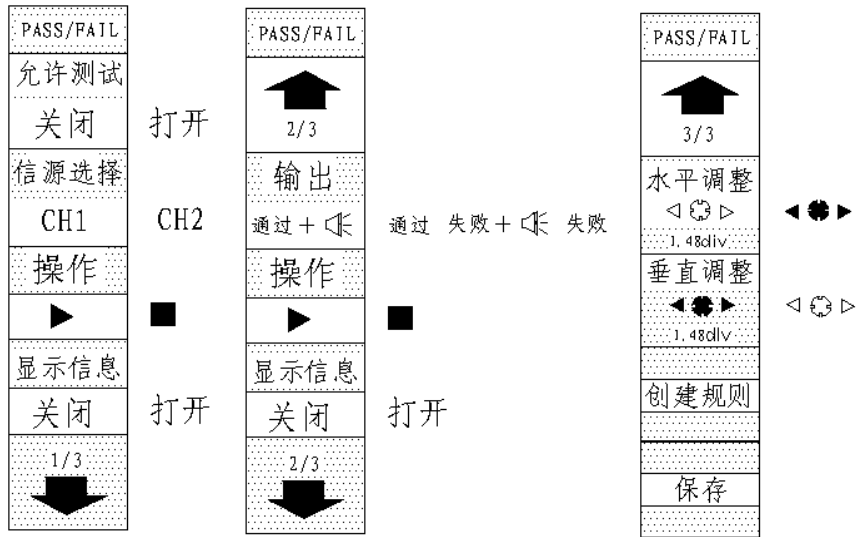 PASS/FAIL
允许测试
关闭 打开
信源选择
CH1 CH2
操作
显示信息
关闭 打开
1/3
PASS/FAIL
2/3
输出
通过+ 通过 失败+ 失败
操作
显示信息
关闭 打开
2/3
PASS/FAIL
3/3
水平调整
1.48div
垂直调整
1.48dlv
创建规则
保存